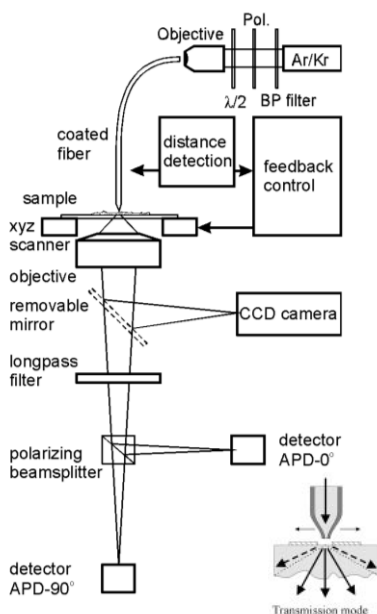 Pol.
Objective
Ar/Kr
λ/2
BP filter
coated
fiber
distance
detection
feedback
control
sample
xyz
scanner
objective
removable
mirror
CCD camera
longpass
filter
polarizing
beamsplitter
detector
APD-0°
detector
APD-90°
Transmission mode